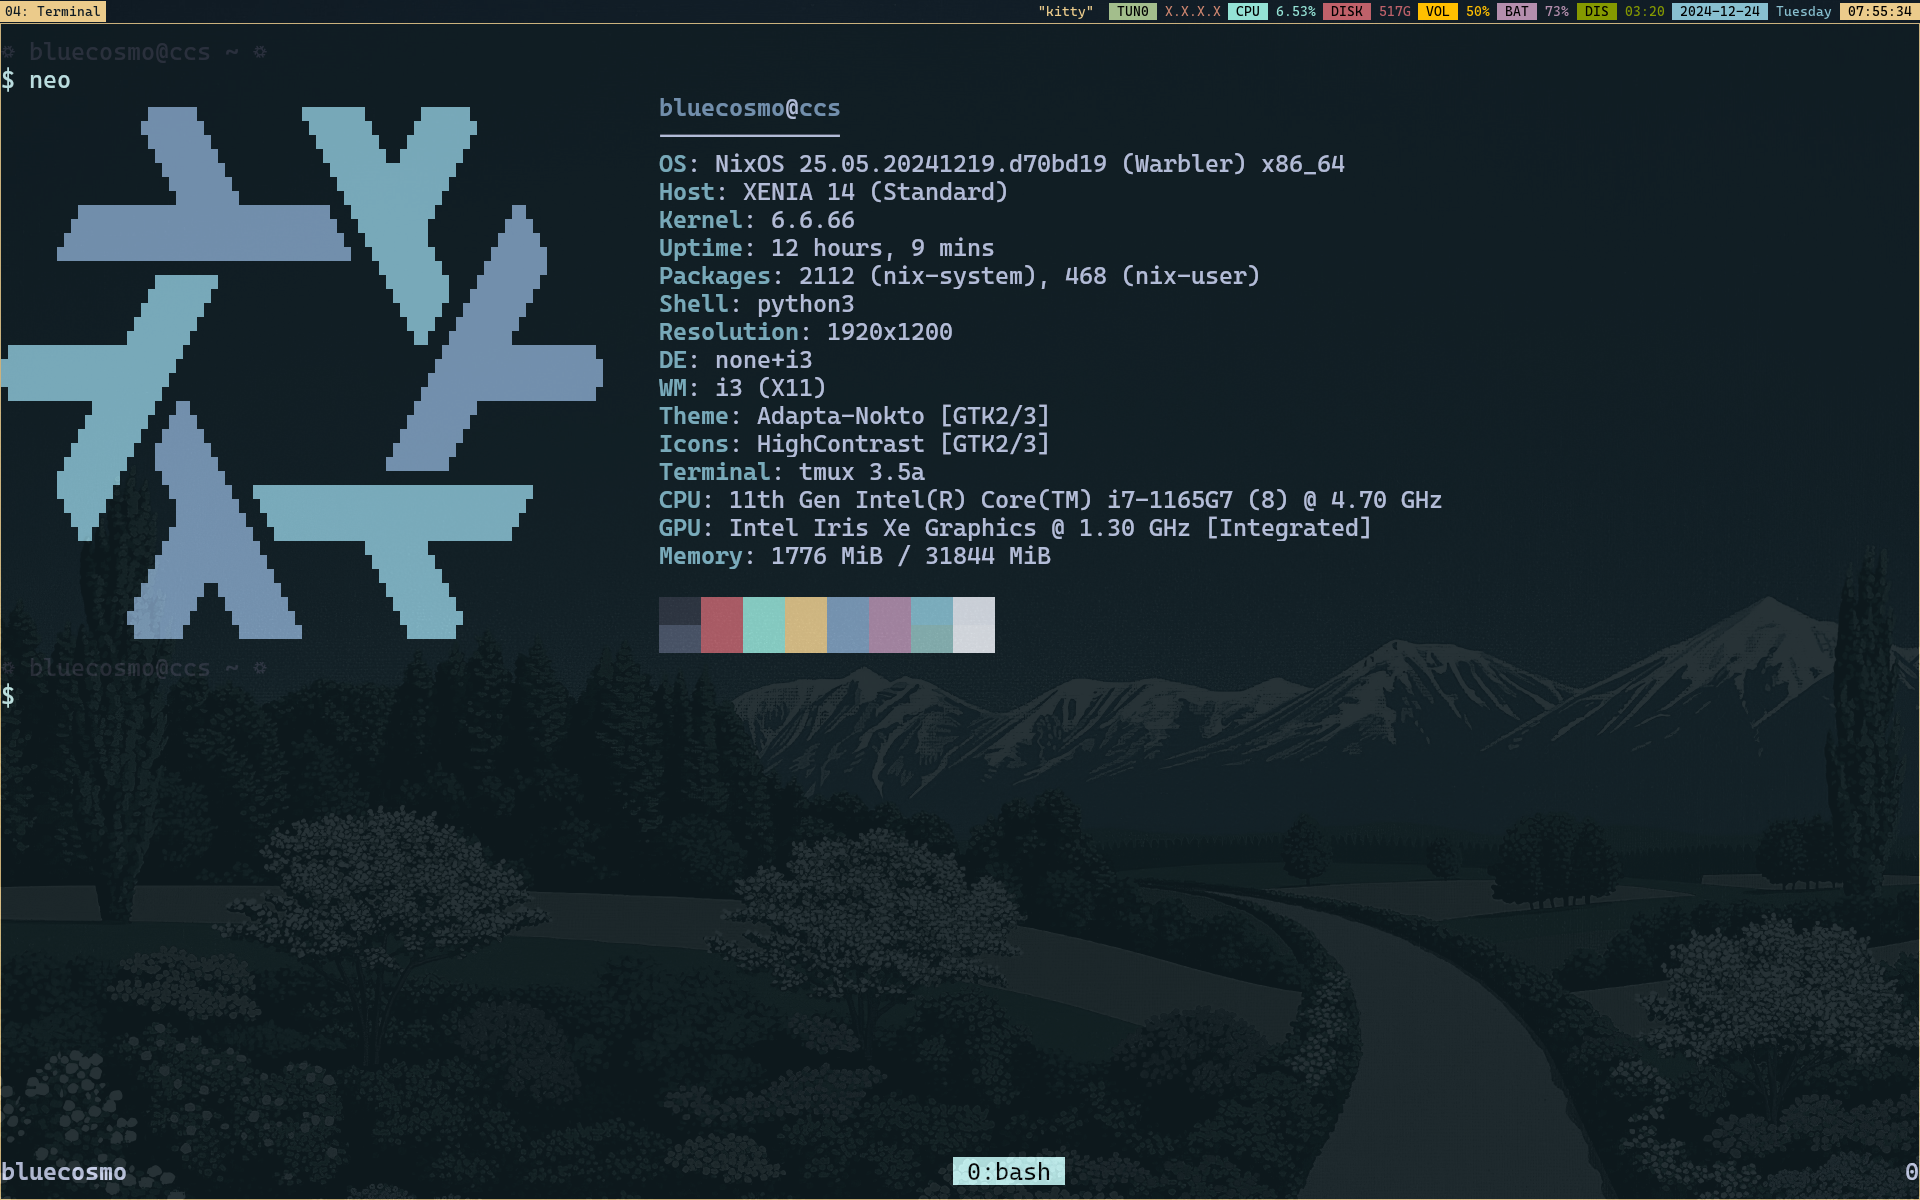 04: Terminal "kitty" TUN0 X.X.X.X CPU 6.53% DISK 517G VOL 50% BAT 73% DIS 03:20 2024-12-24 Tuesday 07:55:34
⛭ bluecosmo@ccs ~ ⛭
$ neo
bluecosmo@ccs
OS: NixOS 25.05.20241219.d70bd19 (Warbler) x86_64
Host: XENIA 14 (Standard)
Kernel: 6.6.66
Uptime: 12 hours, 9 mins
Packages: 2112 (nix-system), 468 (nix-user)
Shell: python3
Resolution: 1920x1200
DE: none+i3
WM: i3 (X11)
Theme: Adapta-Nokto [GTK2/3]
Icons: HighContrast [GTK2/3]
Terminal: tmux 3.5a
CPU: 11th Gen Intel(R) Core(TM) i7-1165G7 (8) @ 4.70 GHz
GPU: Intel Iris Xe Graphics @ 1.30 GHz [Integrated]
Memory: 1776 MiB / 31844 MiB
⛭ bluecosmo@ccs ~ ⛭
$
bluecosmo 0:bash 0